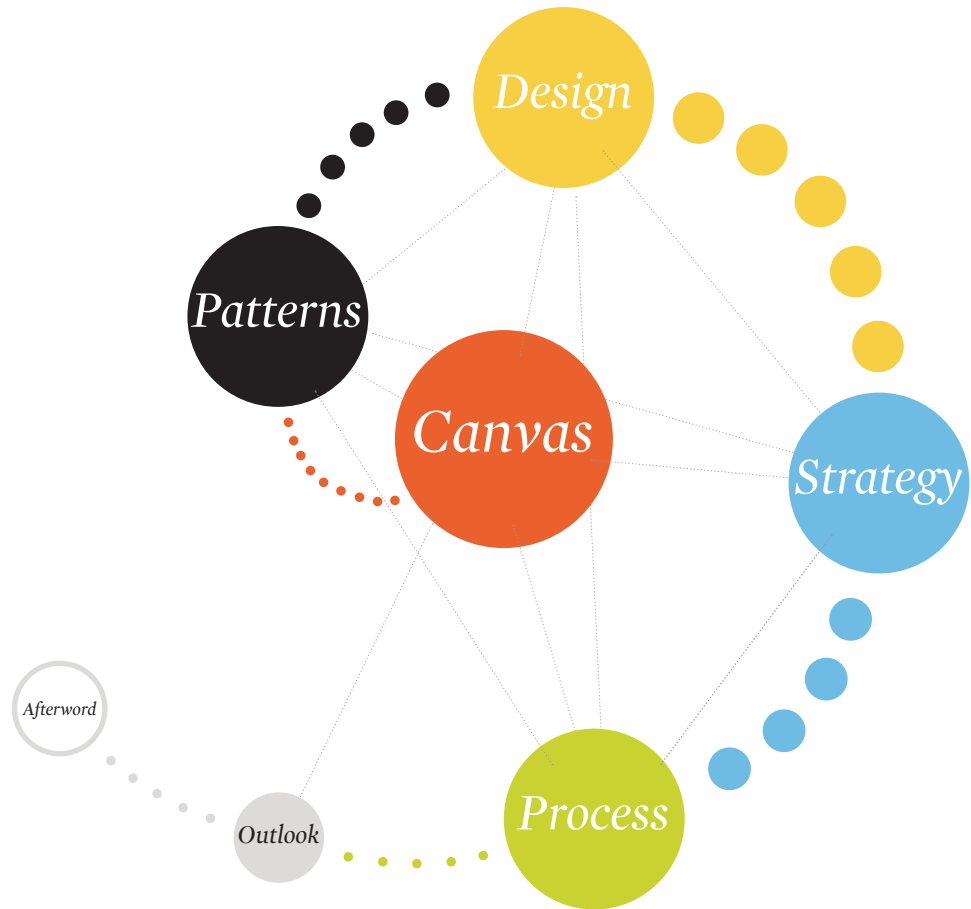 Design
Patterns
Canvas
Strategy
Afterword
Process
Outlook